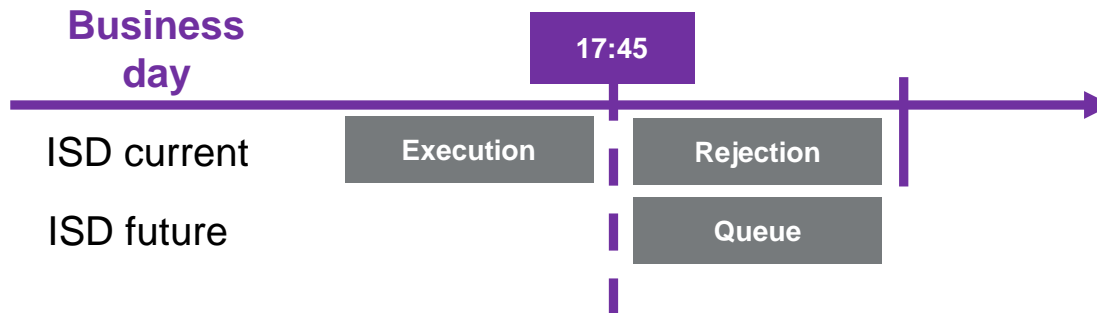 Business
day
17:45
ISD current
Execution
Rejection
ISD future
Queue